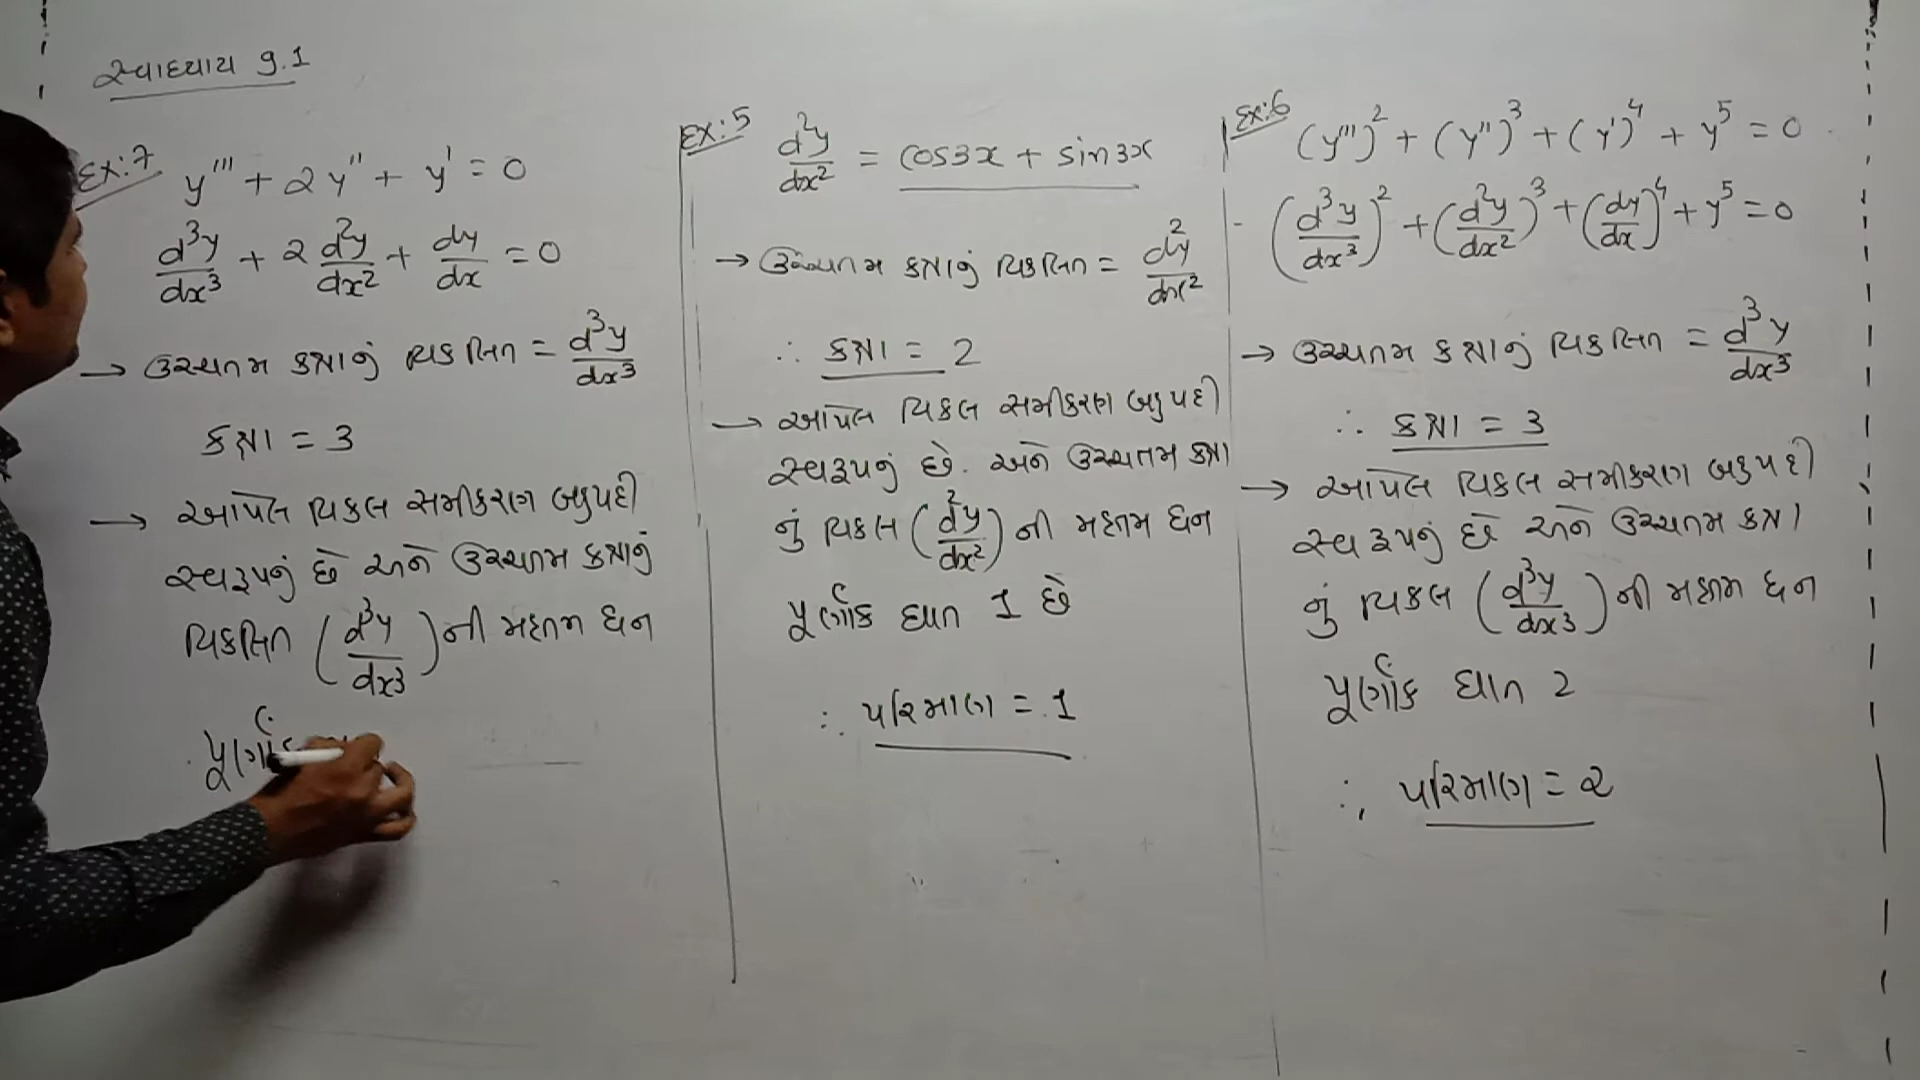 સ્વાધ્યાય 9.1
Ex:7 y''' + 2y'' + y' = 0
d³y/dx³ + 2 d²y/dx² + dy/dx = 0
→ ઉચ્ચતમ કક્ષાનું વિકલિત = d³y/dx³
કક્ષા = 3
→ આપેલ વિકલ સમીકરણ બહુપદી
સ્વરૂપનું છે અને ઉચ્ચતમ કક્ષાનું
વિકલિત (d³y/dx³) ની મહત્તમ ઘન
પૂર્ણાંક
Ex:5 d²y/dx² = cos3x + sin3x
→ ઉચ્ચતમ કક્ષાનું વિકલિત = d²y/dx²
∴ કક્ષા = 2
→ આપેલ વિકલ સમીકરણ બહુપદી
સ્વરૂપનું છે. અને ઉચ્ચતમ કક્ષા
નું વિકલ (d²y/dx²) ની મહત્તમ ઘન
પૂર્ણાંક ઘાત 1 છે
∴ પરિમાણ = 1
Ex:6 (y''')² + (y'')³ + (y')⁴ + y⁵ = 0
(d³y/dx³)² + (d²y/dx²)³ + (dy/dx)⁴ + y⁵ = 0
→ ઉચ્ચતમ કક્ષાનું વિકલિત = d³y/dx³
∴ કક્ષા = 3
→ આપેલ વિકલ સમીકરણ બહુપદી
સ્વરૂપનું છે અને ઉચ્ચતમ કક્ષા
નું વિકલ (d³y/dx³) ની મહત્તમ ઘન
પૂર્ણાંક ઘાત 2
∴ પરિમાણ = 2